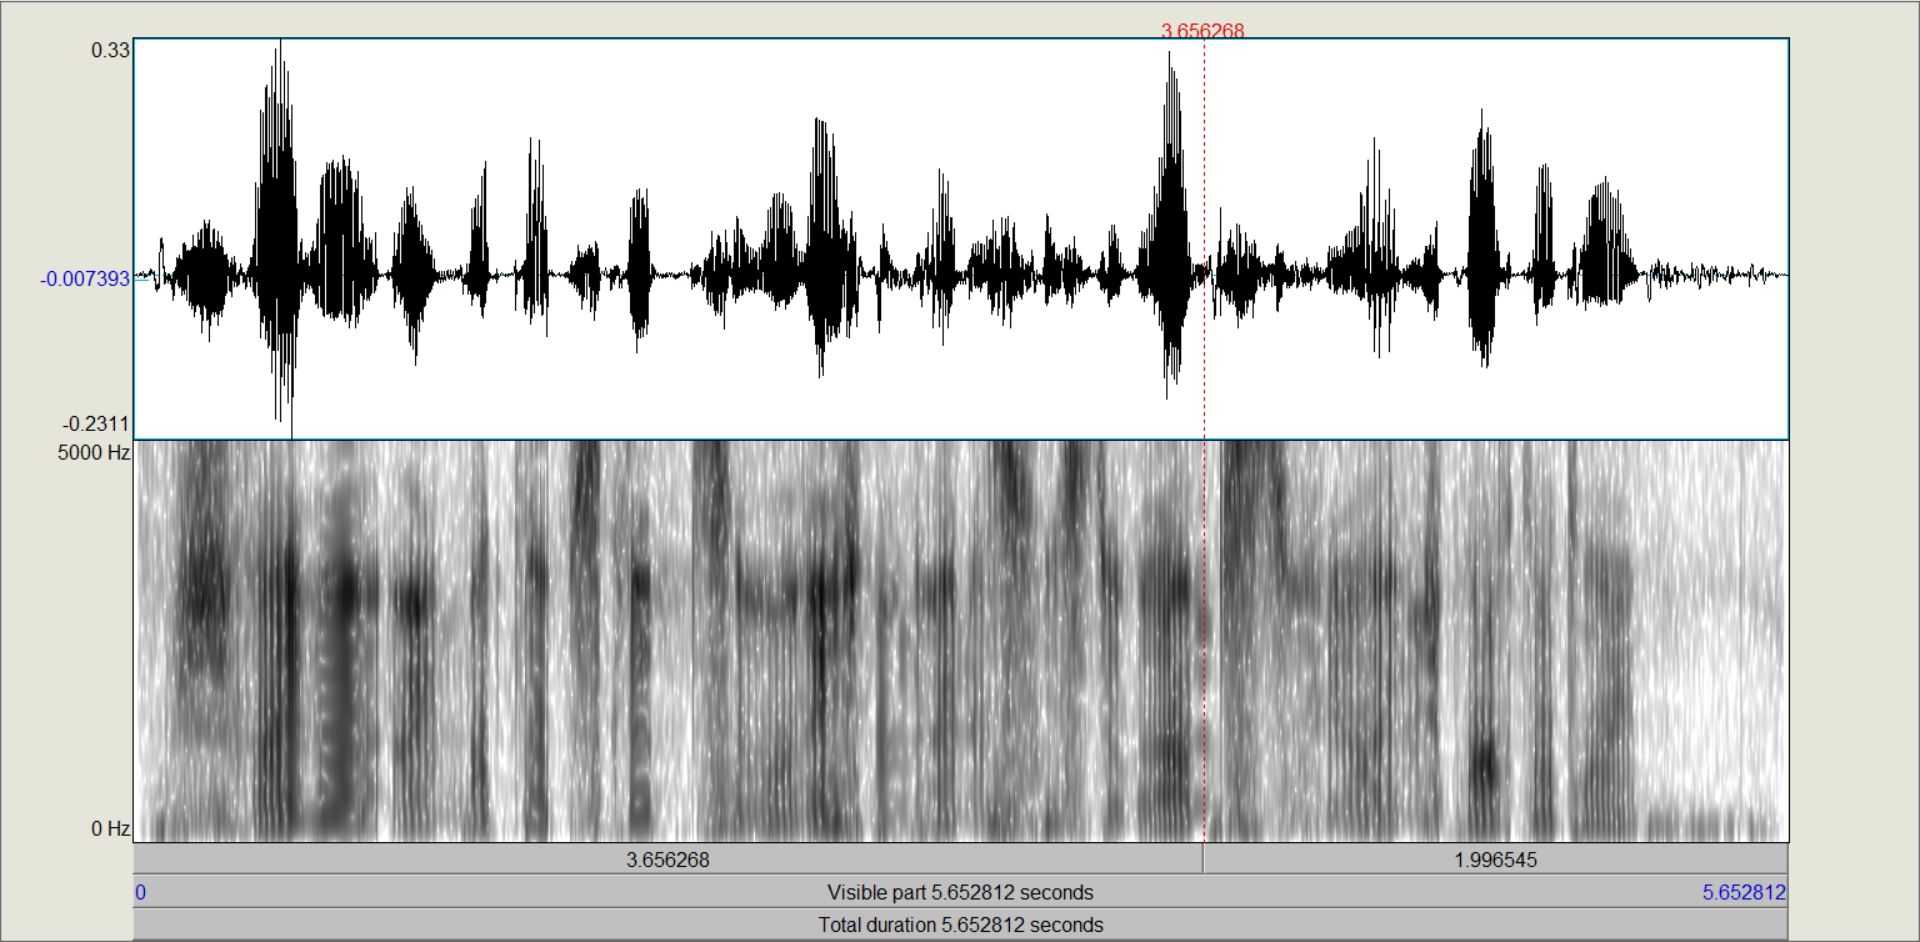 3.656268
0.33
-0.007393
-0.2311
5000 Hz
0 Hz
3.656268 1.996545
0 Visible part 5.652812 seconds 5.652812
Total duration 5.652812 seconds